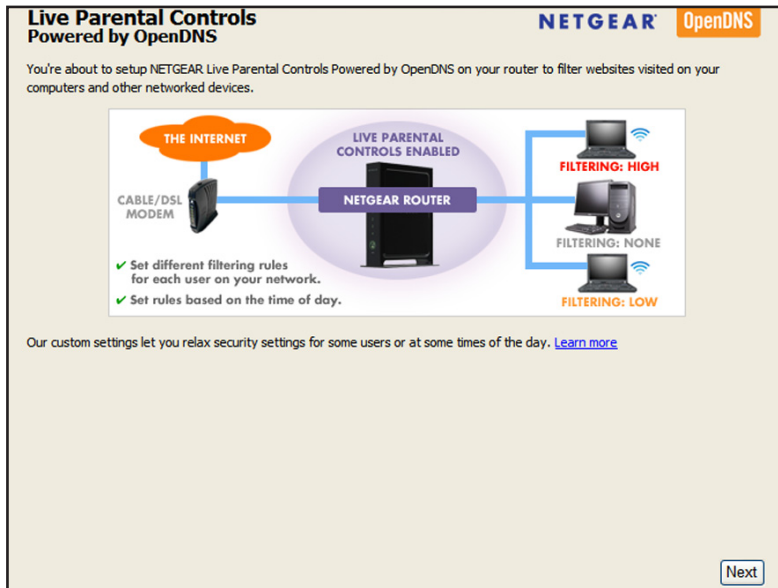 Live Parental Controls
Powered by OpenDNS
NETGEAR
OpenDNS
You're about to setup NETGEAR Live Parental Controls Powered by OpenDNS on your router to filter websites visited on your
computers and other networked devices.
THE INTERNET
CABLE/DSL
MODEM
LIVE PARENTAL
CONTROLS ENABLED
NETGEAR ROUTER
FILTERING: HIGH
FILTERING: NONE
FILTERING: LOW
✓ Set different filtering rules
for each user on your network.
✓ Set rules based on the time of day.
Our custom settings let you relax security settings for some users or at some times of the day. Learn more
Next